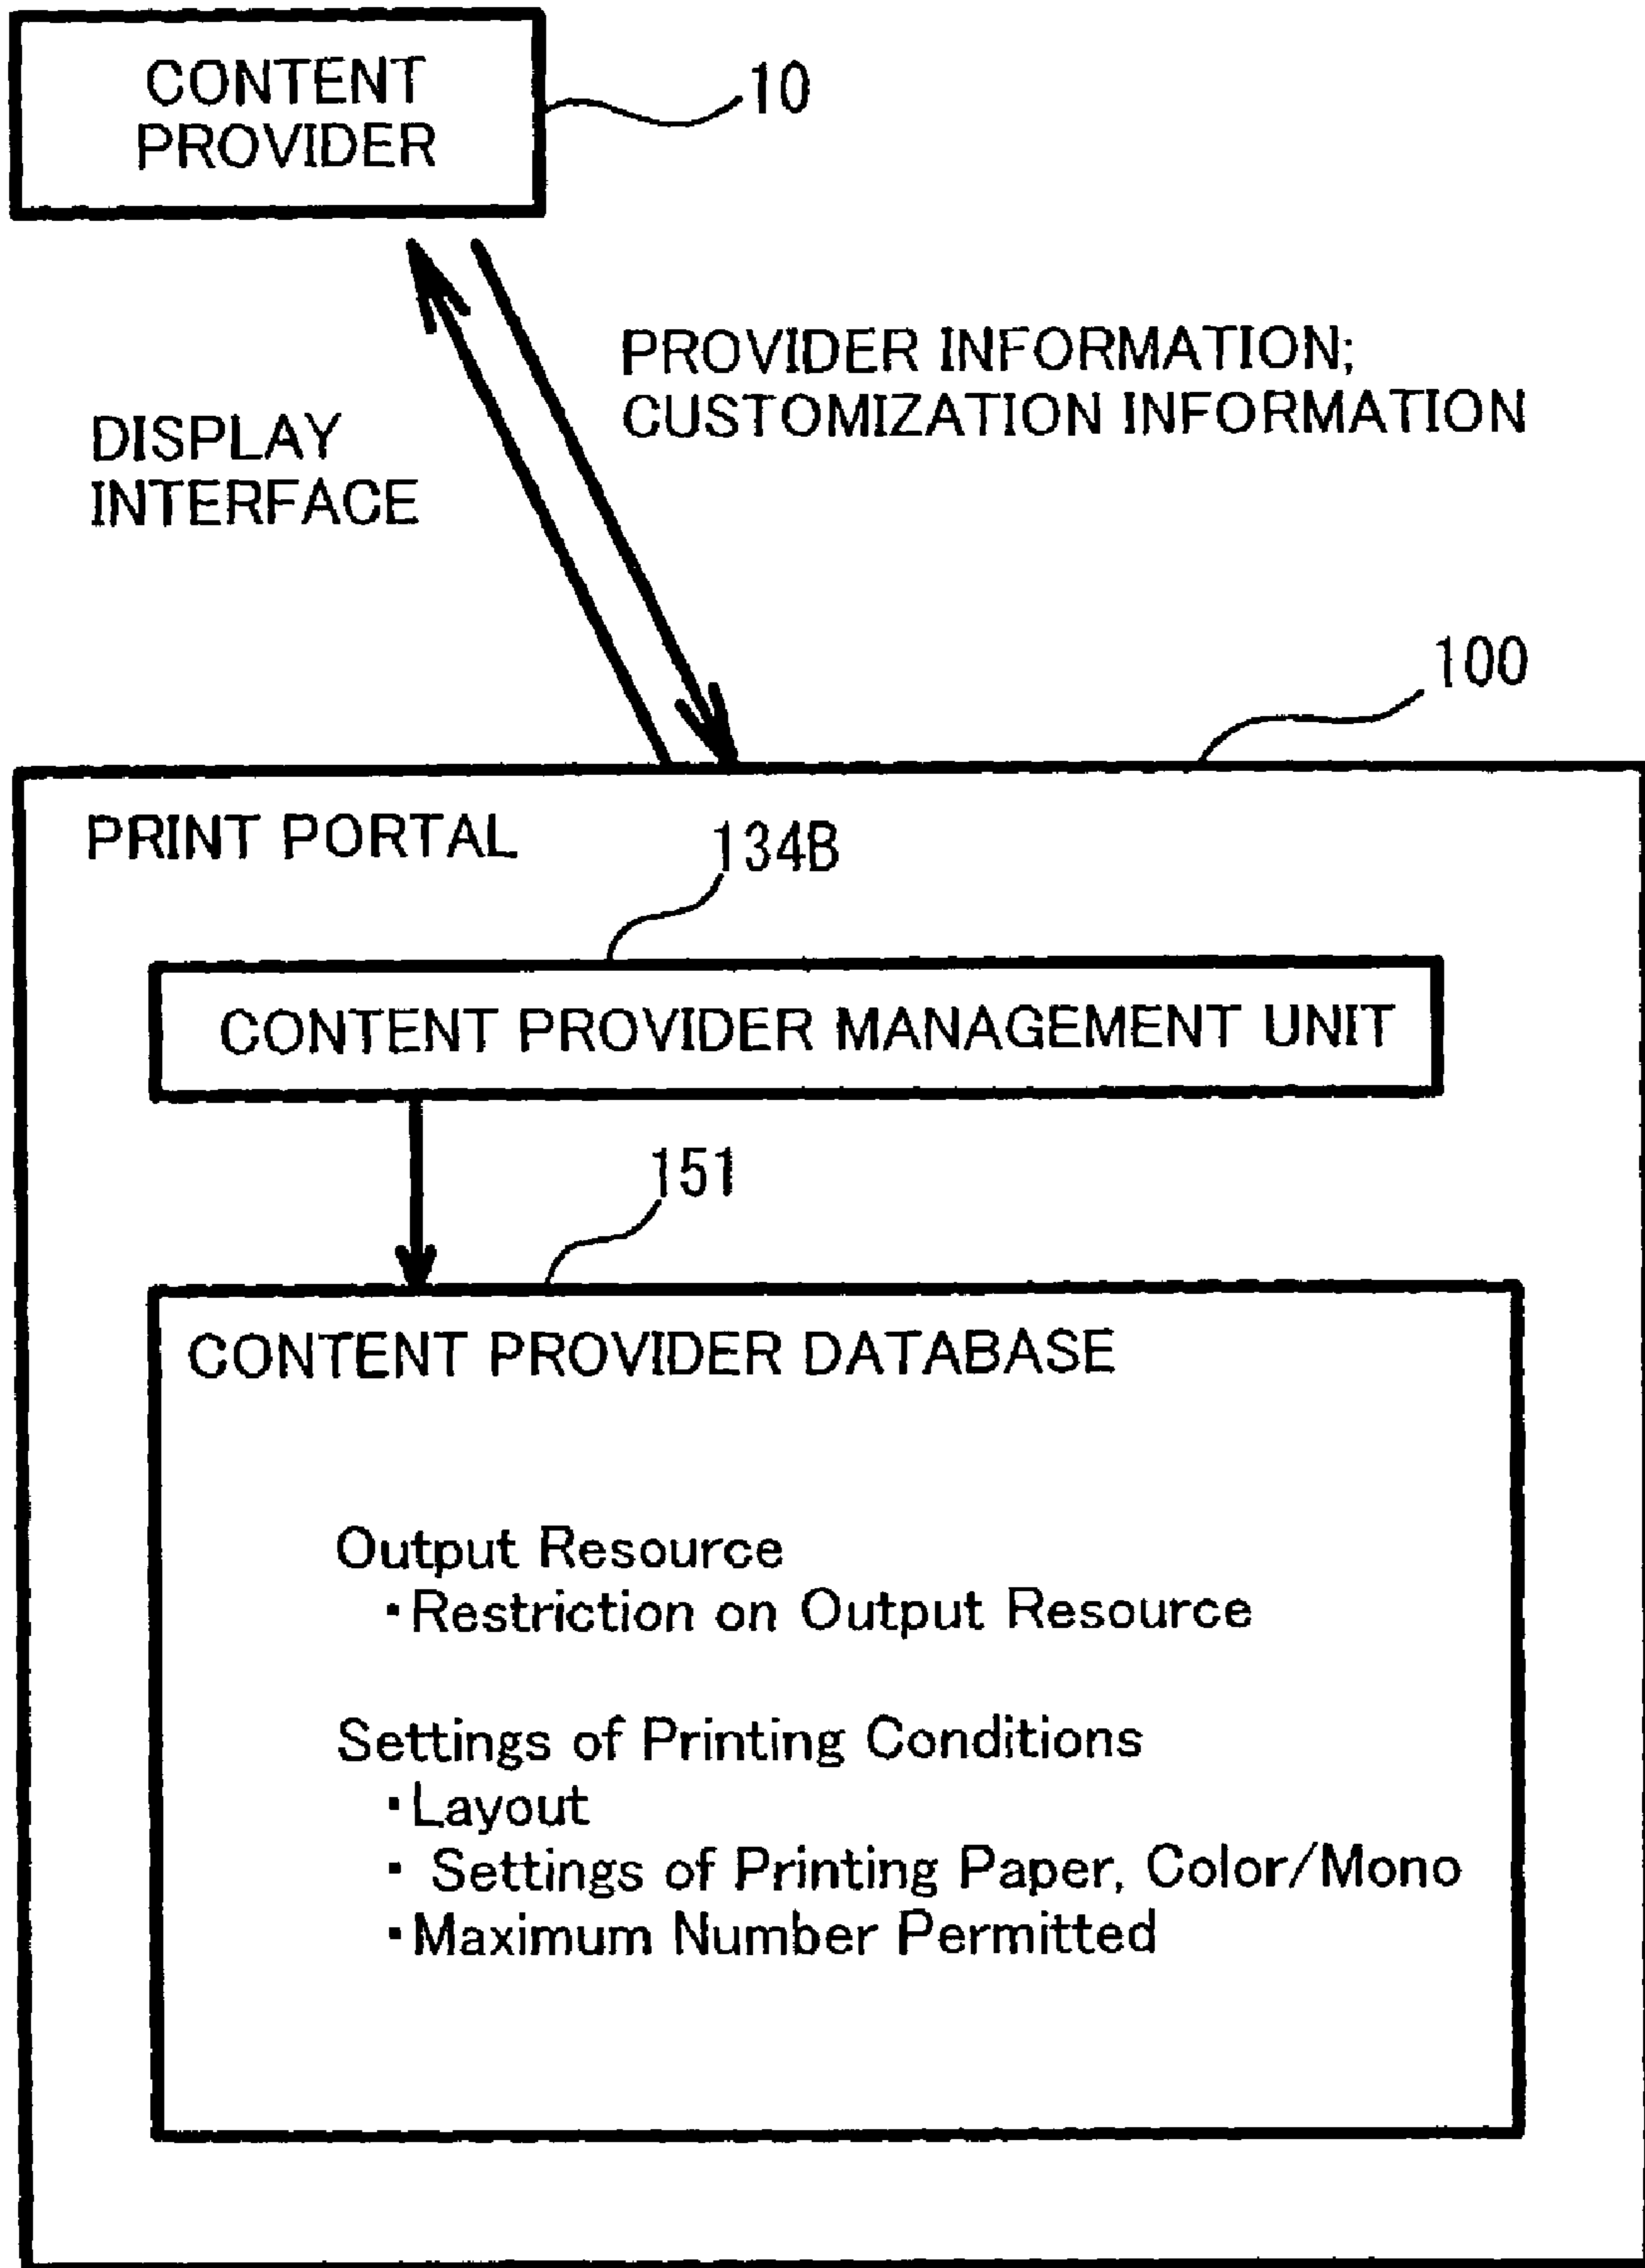 CONTENT
PROVIDER
10
PROVIDER INFORMATION;
CUSTOMIZATION INFORMATION
DISPLAY
INTERFACE
100
PRINT PORTAL
134B
CONTENT PROVIDER MANAGEMENT UNIT
151
CONTENT PROVIDER DATABASE
Output Resource
・Restriction on Output Resource
Settings of Printing Conditions
・Layout
・ Settings of Printing Paper, Color/Mono
・Maximum Number Permitted